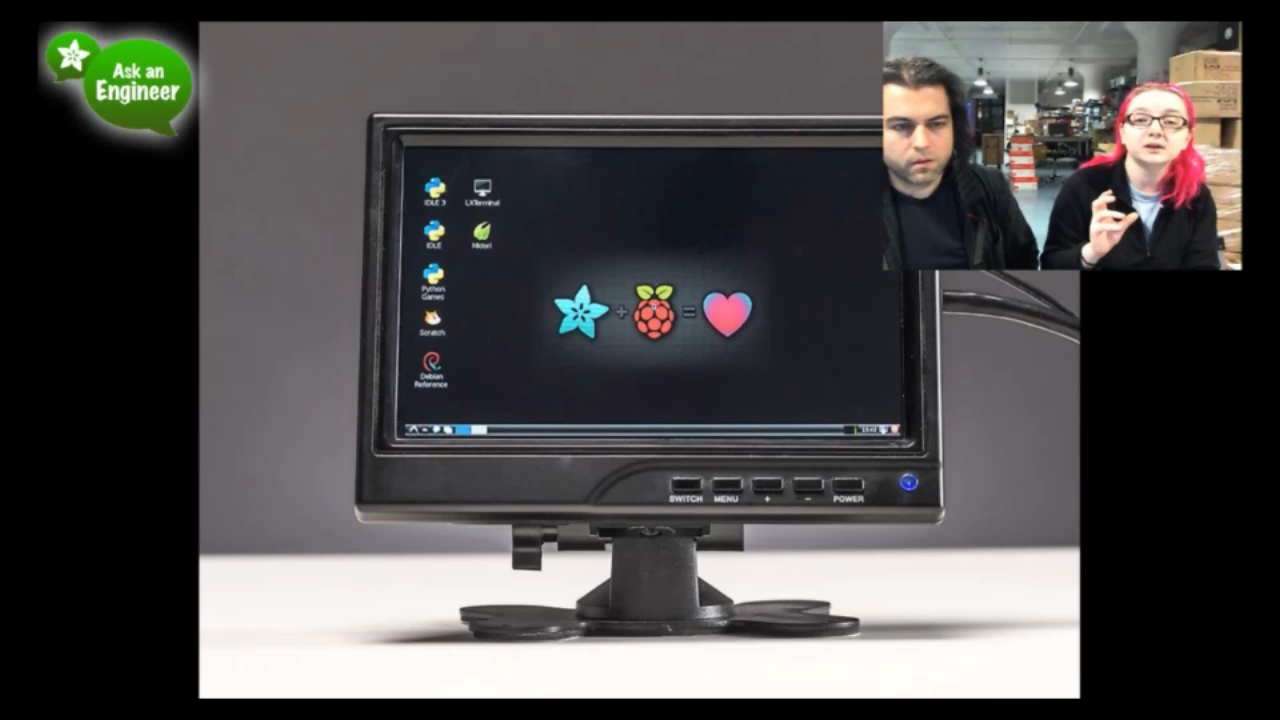 Ask an
Engineer
IDLE 3
LXTerminal
IDLE
Midori
Python
Games
Scratch
Debian
Reference
+
=
SWITCH
MENU
+
−
POWER